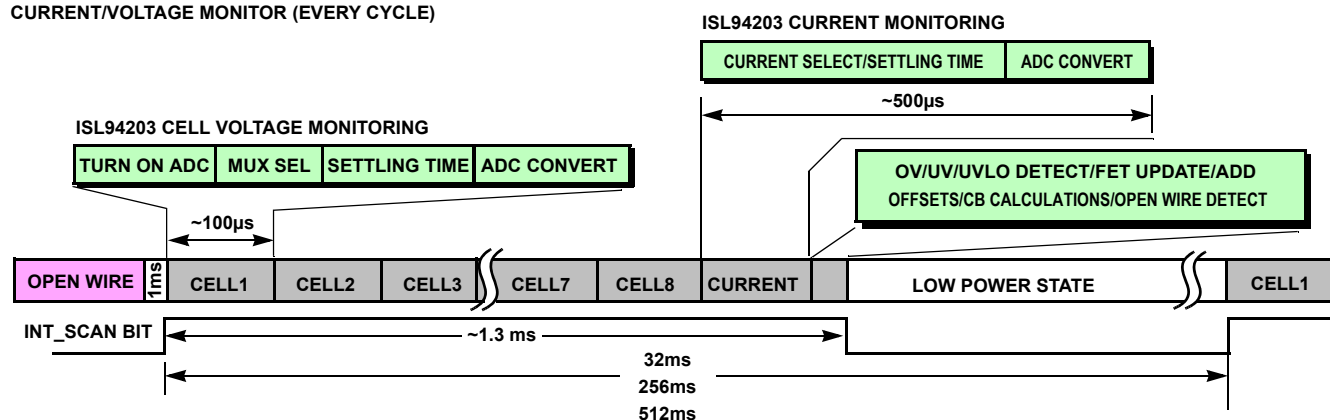 CURRENT/VOLTAGE MONITOR (EVERY CYCLE)
ISL94203 CURRENT MONITORING
CURRENT SELECT/SETTLING TIME
ADC CONVERT
~500µs
ISL94203 CELL VOLTAGE MONITORING
TURN ON ADC
MUX SEL
SETTLING TIME
ADC CONVERT
OV/UV/UVLO DETECT/FET UPDATE/ADD
OFFSETS/CB CALCULATIONS/OPEN WIRE DETECT
~100µs
OPEN WIRE
1ms
CELL1
CELL2
CELL3
CELL7
CELL8
CURRENT
LOW POWER STATE
CELL1
INT_SCAN BIT
~1.3 ms
32ms
256ms
512ms